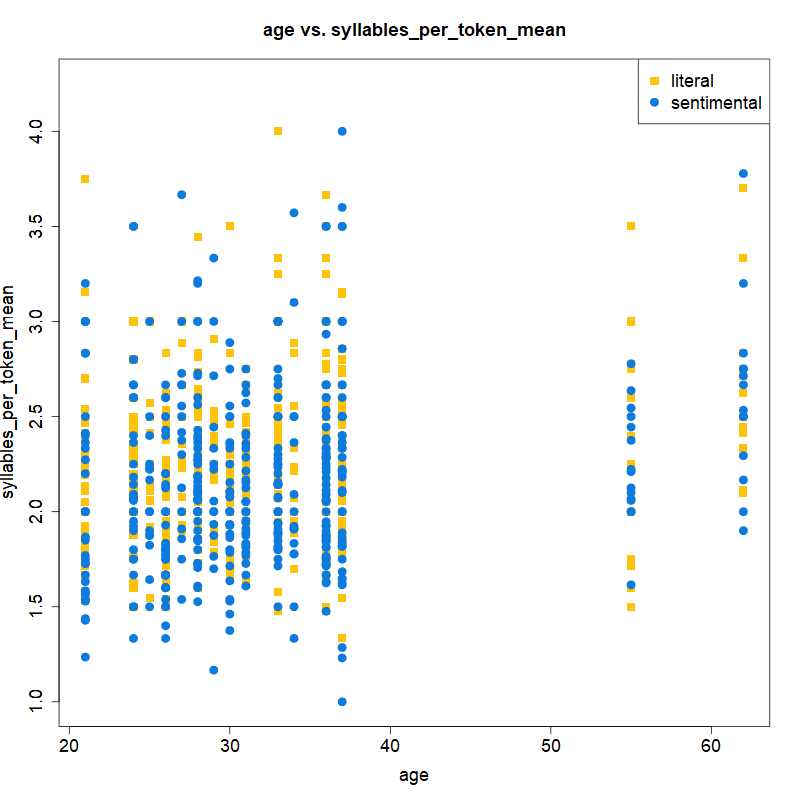 age vs. syllables_per_token_mean
literal
sentimental
syllables_per_token_mean
4.0
3.5
3.0
2.5
2.0
1.5
1.0
20 30 40 50 60
age